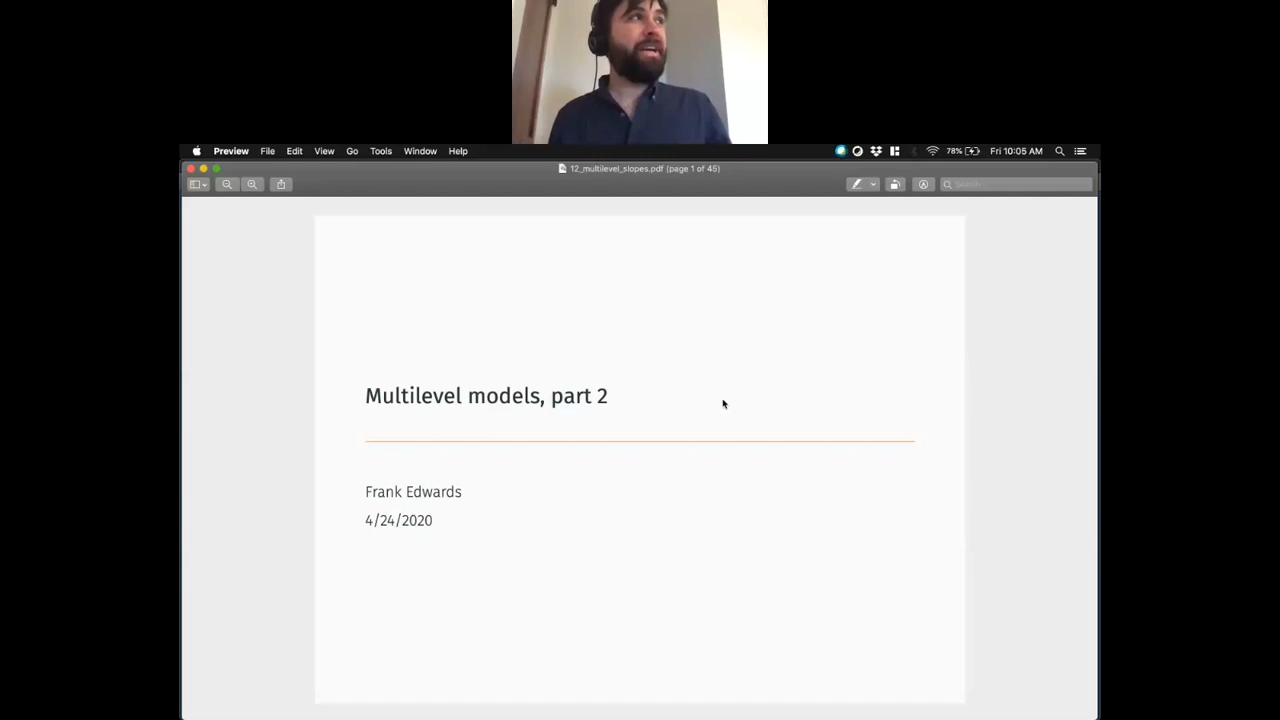 Preview File Edit View Go Tools Window Help 78% Fri 10:05 AM
12_multilevel_slopes.pdf (page 1 of 45)
Search
Multilevel models, part 2
Frank Edwards
4/24/2020